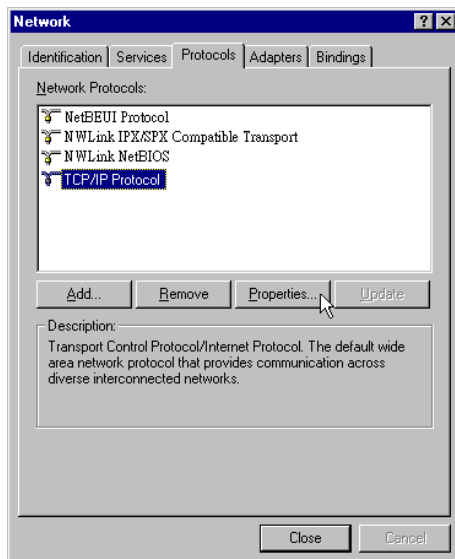 Network
Identification Services Protocols Adapters Bindings
Network Protocols:
NetBEUI Protocol
NWLink IPX/SPX Compatible Transport
NWLink NetBIOS
TCP/IP Protocol
Add... Remove Properties... Update
Description:
Transport Control Protocol/Internet Protocol. The default wide
area network protocol that provides communication across
diverse interconnected networks.
Close Cancel